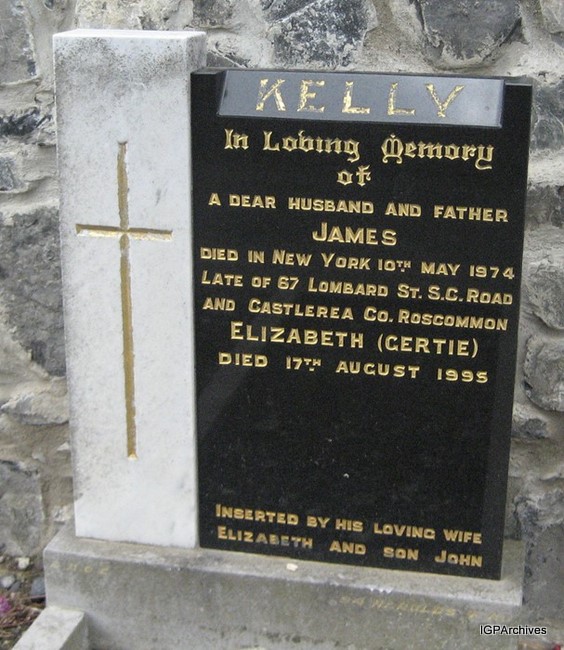 KELLY
In Loving Memory
of
A DEAR HUSBAND AND FATHER
JAMES
DIED IN NEW YORK 10TH MAY 1974
LATE OF 67 LOMBARD ST. S.C. ROAD
AND CASTLEREA CO. ROSCOMMON
ELIZABETH (GERTIE)
DIED 17TH AUGUST 1995
INSERTED BY HIS LOVING WIFE
ELIZABETH AND SON JOHN
IGPArchives